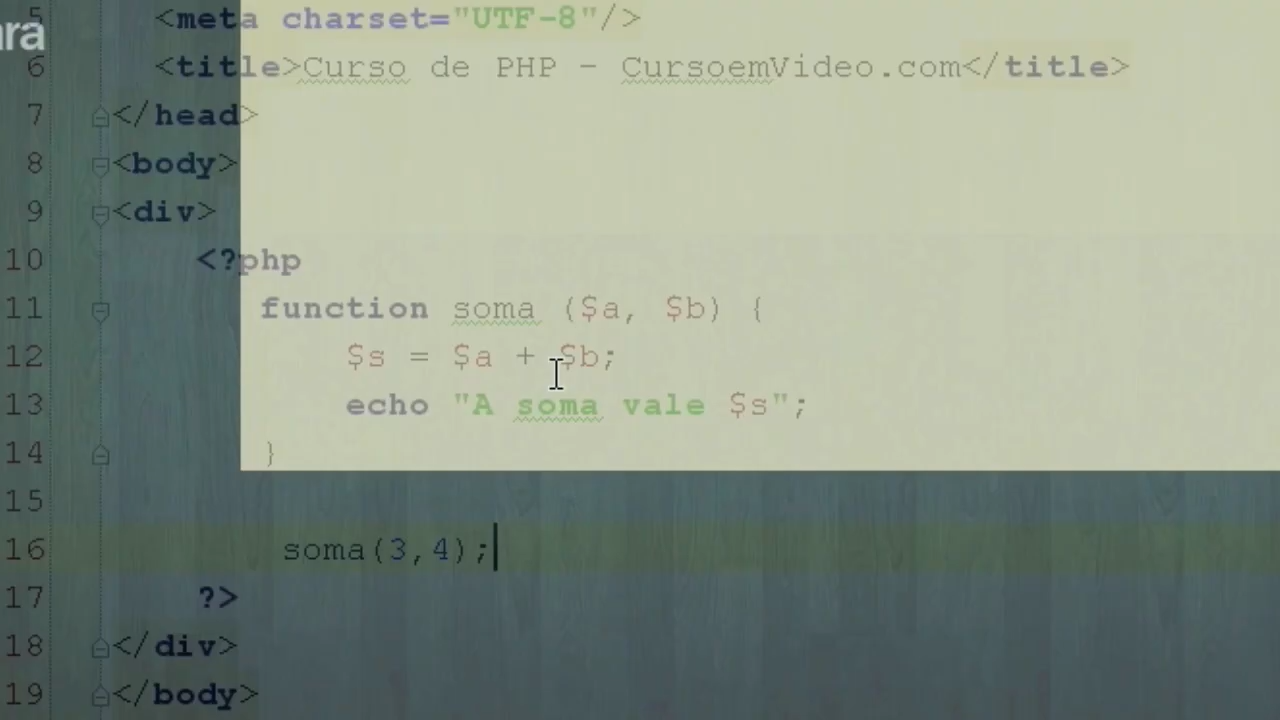 ara
5 <meta charset="UTF-8"/>
6 <title>Curso de PHP - CursoemVideo.com</title>
7 </head>
8 <body>
9 <div>
10 <?php
11 function soma ($a, $b) {
12 $s = $a + $b;
13 echo "A soma vale $s";
14 }
15
16 soma(3,4);
17 ?>
18 </div>
19 </body>